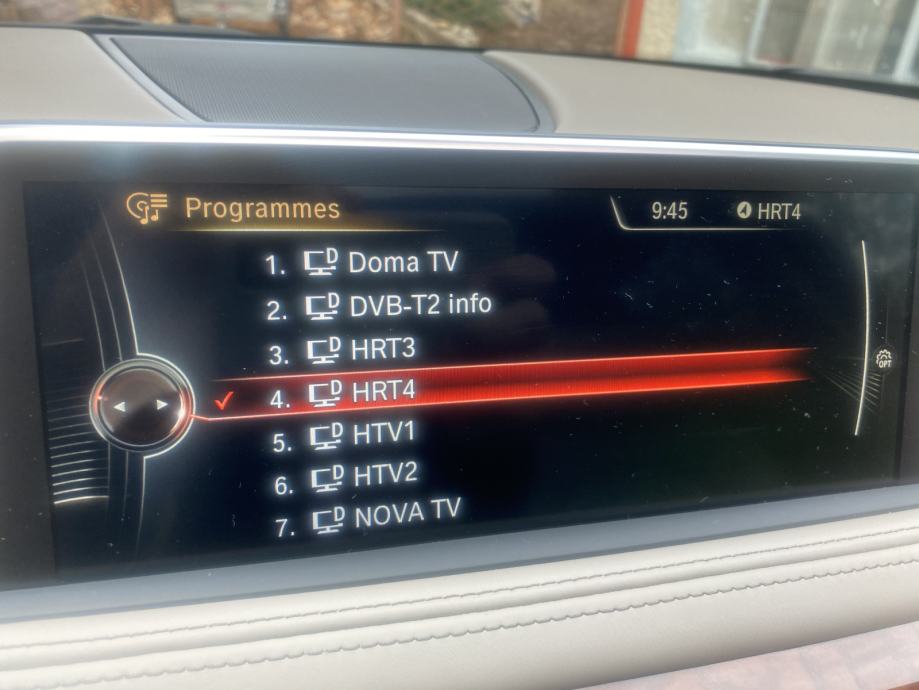 Programmes
9:45 HRT4
1. D Doma TV
2. D DVB-T2 info
3. D HRT3
4. D HRT4
5. D HTV1
6. D HTV2
7. D NOVA TV
OPT